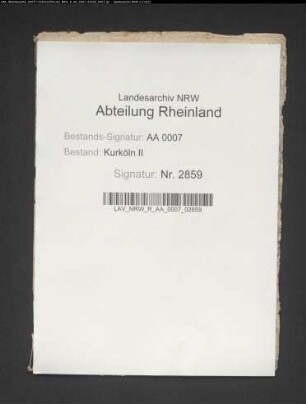 Landesarchiv NRW
Abteilung Rheinland
Bestands-Signatur: AA 0007
Bestand: Kurköln II
Signatur: Nr. 2859
LAV_NRW_R_AA_0007_02859